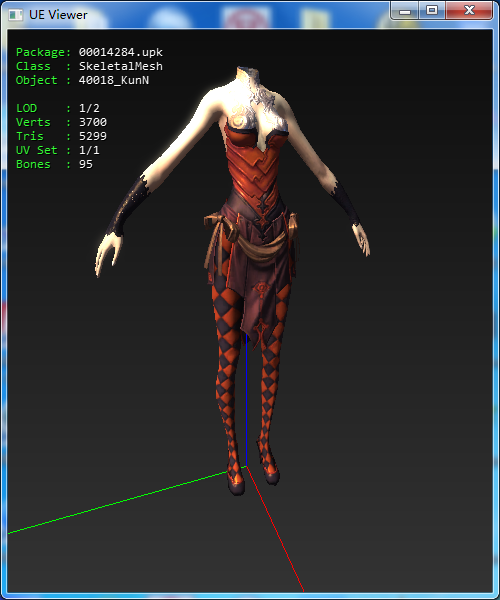 UE Viewer
Package: 00014284.upk
Class : SkeletalMesh
Object : 40018_KunN
LOD : 1/2
Verts : 3700
Tris : 5299
UV Set : 1/1
Bones : 95